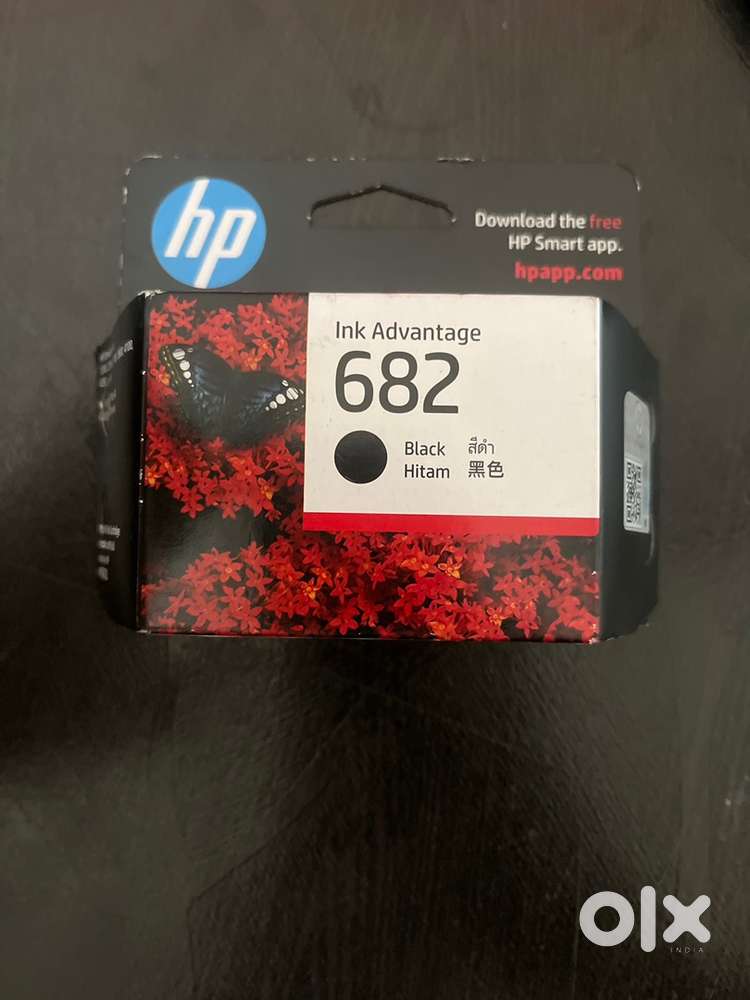 hp
Download the free
HP Smart app.
hpapp.com
Ink Advantage
682
Black สีดำ
Hitam 黑色
olx
INDIA